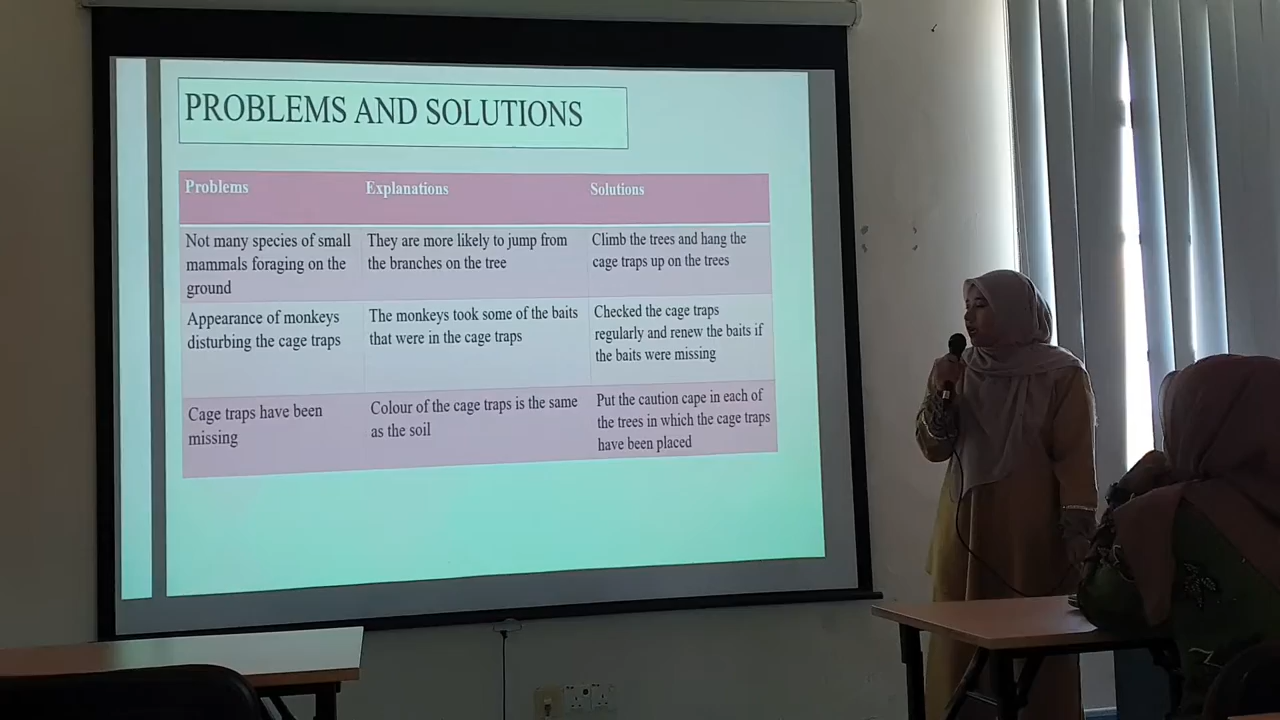 PROBLEMS AND SOLUTIONS
Problems
Explanations
Solutions
Not many species of small
mammals foraging on the
ground
They are more likely to jump from
the branches on the tree
Climb the trees and hang the
cage traps up on the trees
Appearance of monkeys
disturbing the cage traps
The monkeys took some of the baits
that were in the cage traps
Checked the cage traps
regularly and renew the baits if
the baits were missing
Cage traps have been
missing
Colour of the cage traps is the same
as the soil
Put the caution cape in each of
the trees in which the cage traps
have been placed